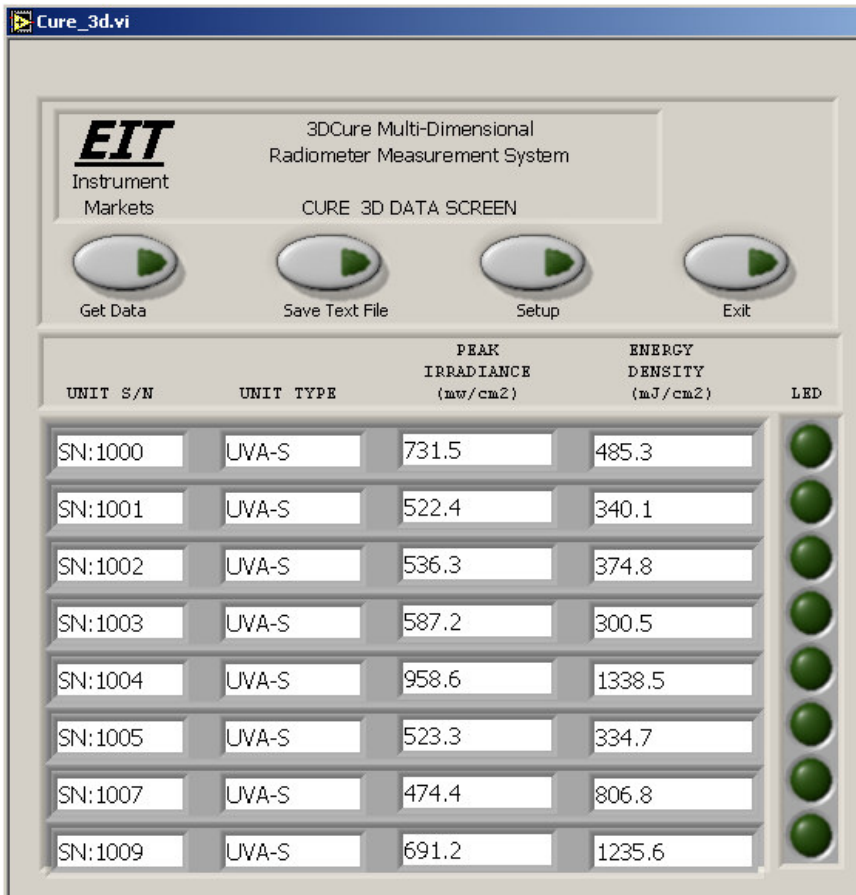 Cure_3d.vi
EIT
Instrument
Markets
3DCure Multi-Dimensional
Radiometer Measurement System
CURE 3D DATA SCREEN
Get Data
Save Text File
Setup
Exit
UNIT S/N
UNIT TYPE
PEAK
IRRADIANCE
(mw/cm2)
ENERGY
DENSITY
(mJ/cm2)
LED
SN:1000 UVA-S 731.5 485.3
SN:1001 UVA-S 522.4 340.1
SN:1002 UVA-S 536.3 374.8
SN:1003 UVA-S 587.2 300.5
SN:1004 UVA-S 958.6 1338.5
SN:1005 UVA-S 523.3 334.7
SN:1007 UVA-S 474.4 806.8
SN:1009 UVA-S 691.2 1235.6